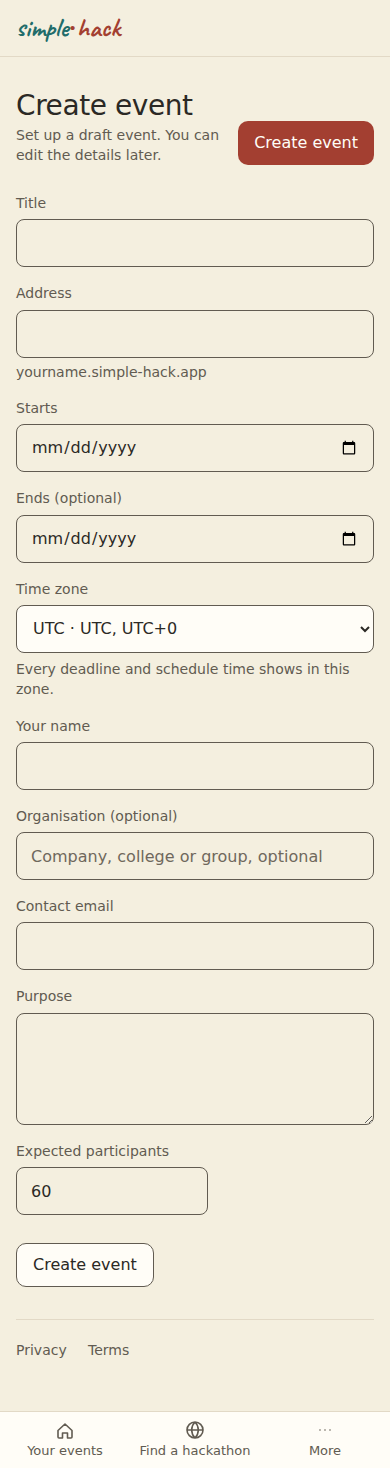 simple·hack
Create event
Set up a draft event. You can
edit the details later.
Create event
Title
Address
yourname.simple-hack.app
Starts
mm/dd/yyyy
Ends (optional)
mm/dd/yyyy
Time zone
UTC · UTC, UTC+0
Every deadline and schedule time shows in this
zone.
Your name
Organisation (optional)
Company, college or group, optional
Contact email
Purpose
Expected participants
60
Create event
Privacy Terms
Your events Find a hackathon More